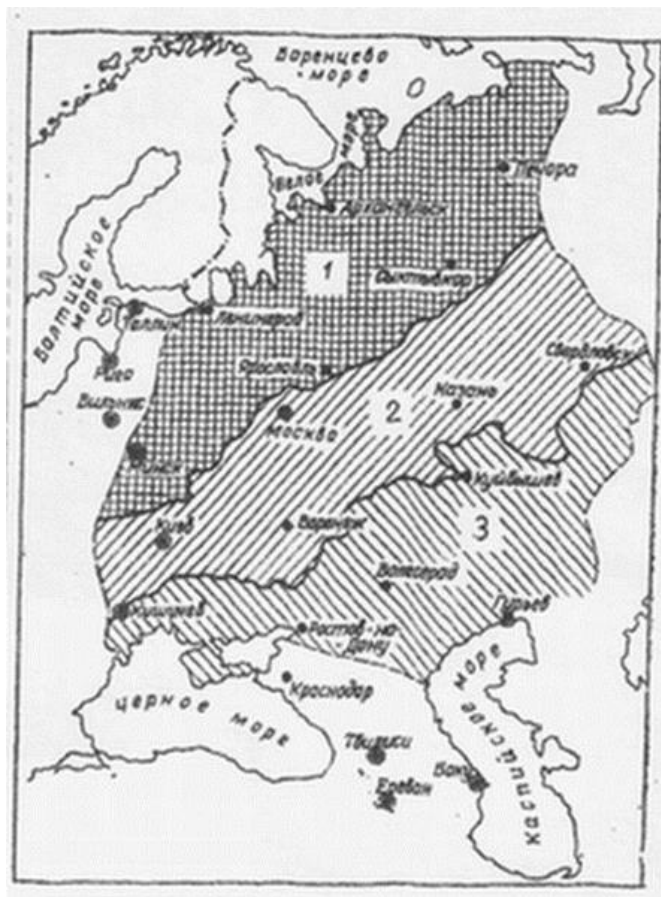 Баренцево
море
Белое
море
Печора
Архангельск
1
Сыктывкар
Балтийское
море
Таллин
Ленинград
Рига
Ярославль
Свердловск
Вильнюс
2
Казань
Москва
Минск
Куйбышев
Киев
Воронеж
3
Волгоград
Кишинев
Ростов-на-
Дону
Гурьев
Краснодар
Черное море
Каспийское море
Тбилиси
Баку
Ереван